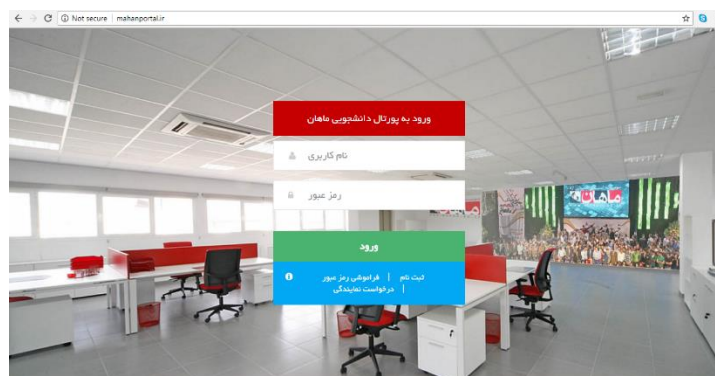 Not secure | mahanportal.ir
ورود به پورتال دانشجویی ماهان
نام کاربری
رمز عبور
ماهان
ورود
ثبت نام | فراموشی رمز عبور
| درخواست نمایندگی